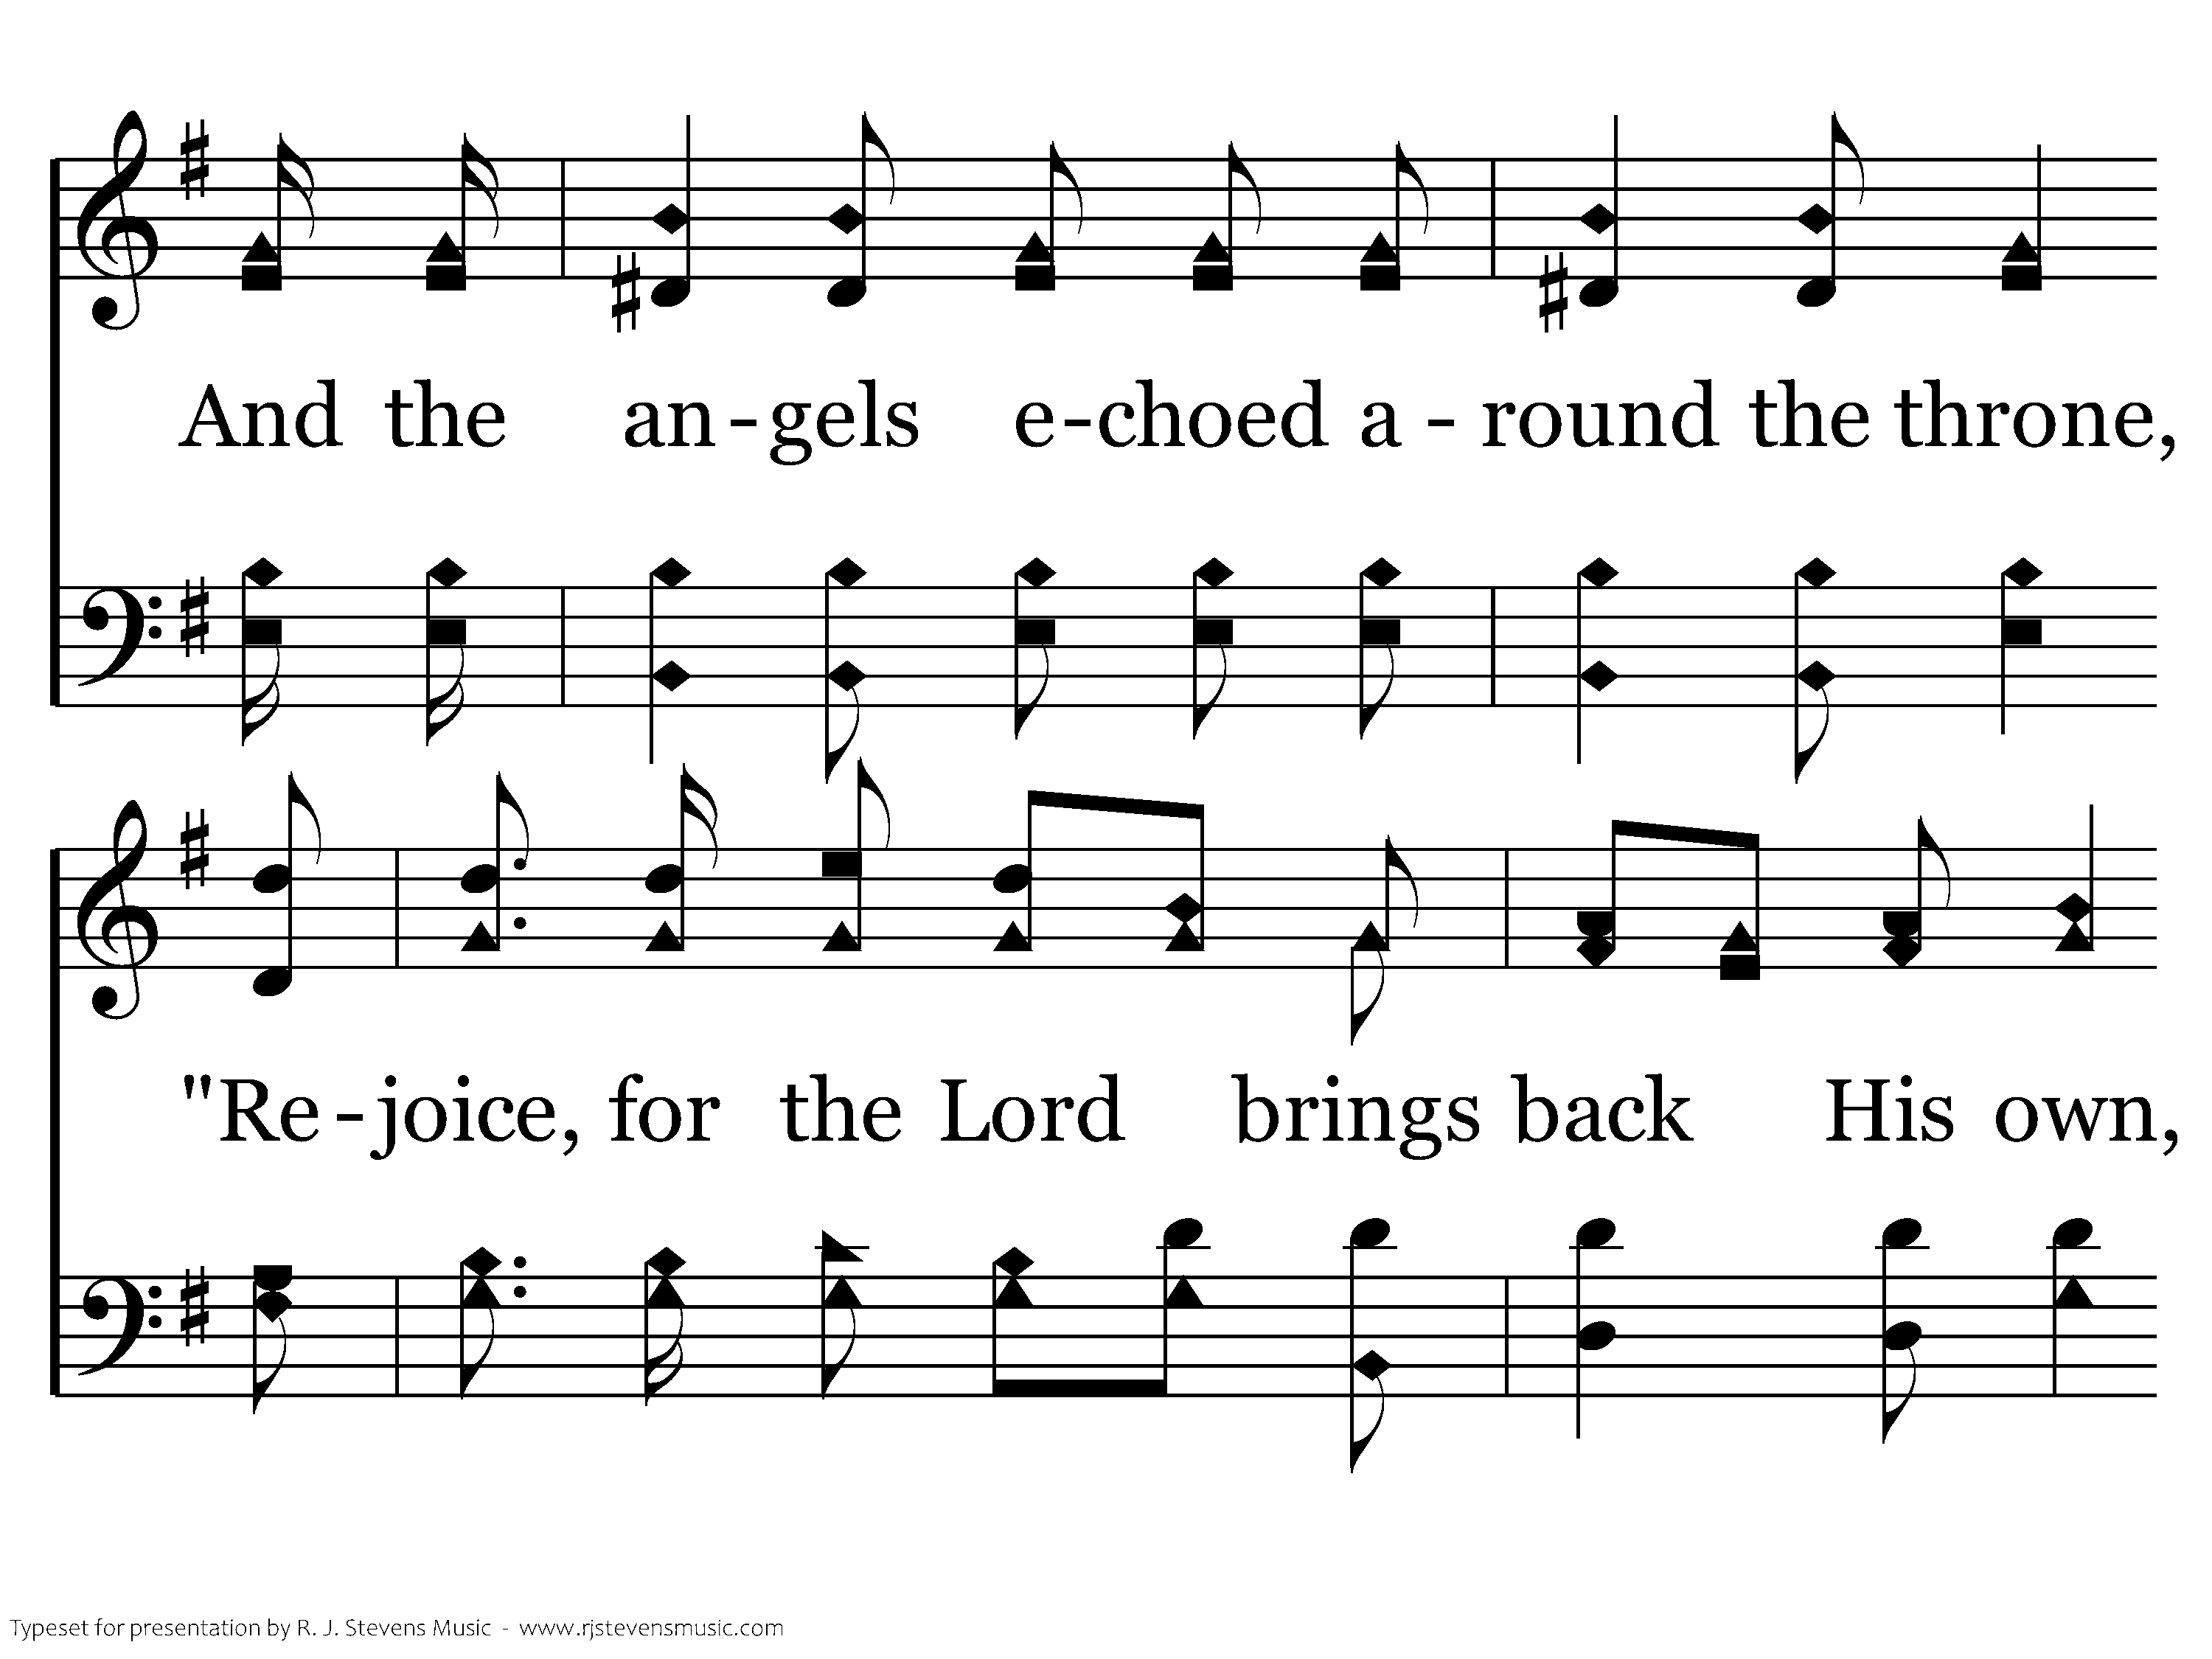 And the an-gels e-choed a - round the throne,
"Re-joice, for the Lord brings back His own,
Typeset for presentation by R. J. Stevens Music - www.rjstevensmusic.com